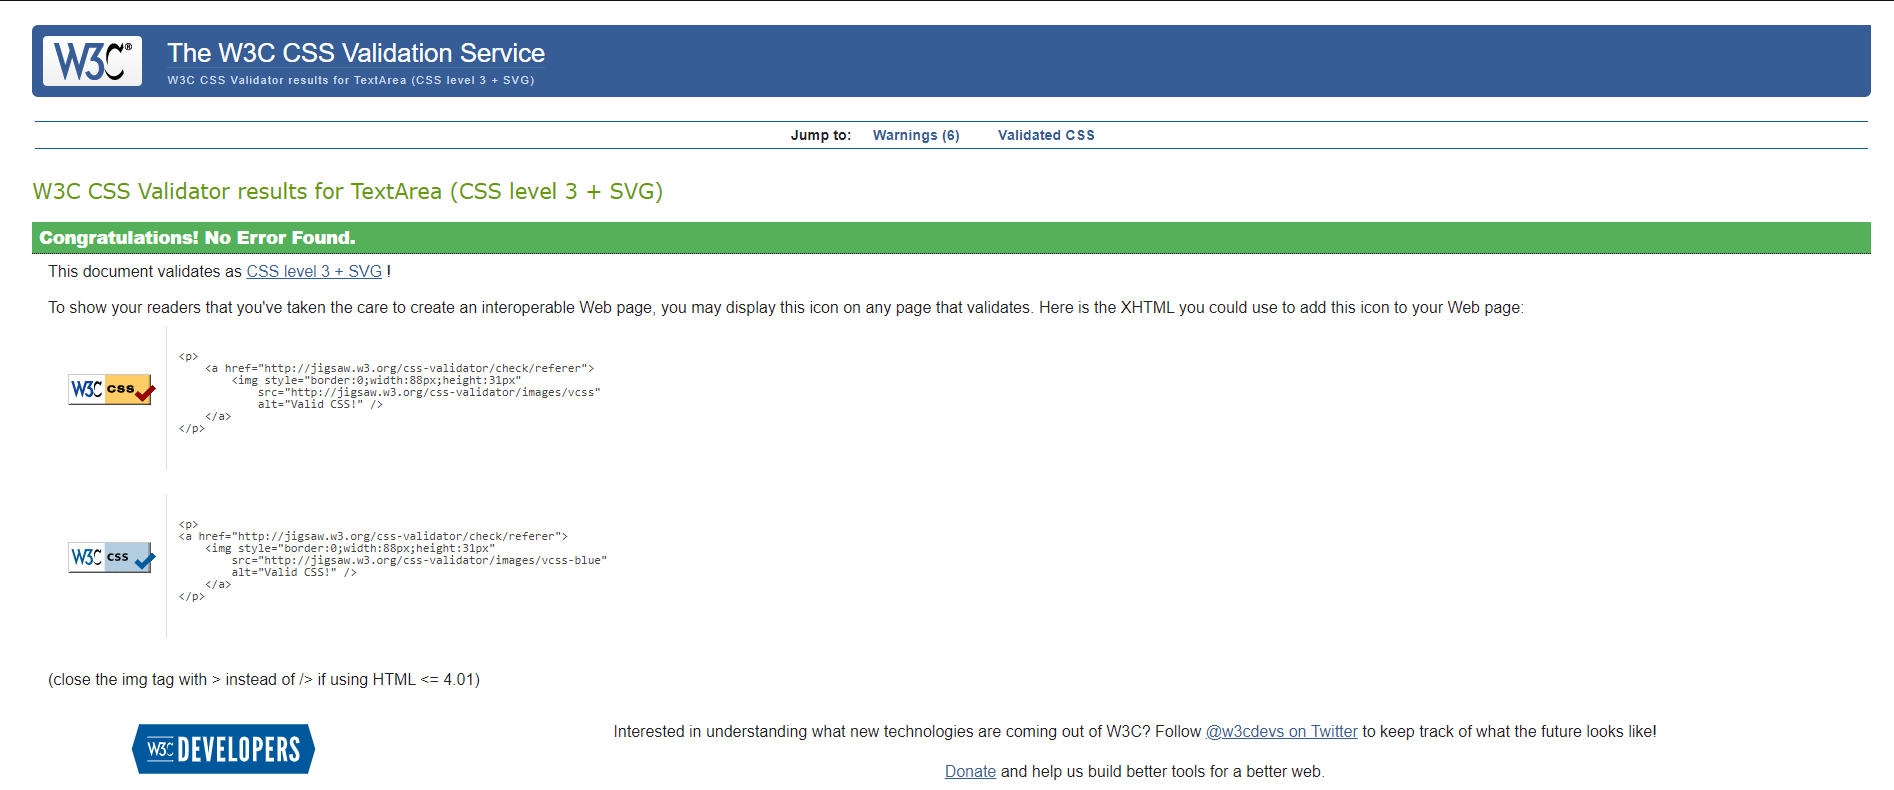 W3C®
The W3C CSS Validation Service
W3C CSS Validator results for TextArea (CSS level 3 + SVG)
Jump to: Warnings (6) Validated CSS
W3C CSS Validator results for TextArea (CSS level 3 + SVG)
Congratulations! No Error Found.
This document validates as CSS level 3 + SVG !
To show your readers that you've taken the care to create an interoperable Web page, you may display this icon on any page that validates. Here is the XHTML you could use to add this icon to your Web page:
W3C css
<p>
    <a href="http://jigsaw.w3.org/css-validator/check/referer">
        <img style="border:0;width:88px;height:31px"
            src="http://jigsaw.w3.org/css-validator/images/vcss"
            alt="Valid CSS!" />
    </a>
</p>
W3C css
<p>
<a href="http://jigsaw.w3.org/css-validator/check/referer">
    <img style="border:0;width:88px;height:31px"
        src="http://jigsaw.w3.org/css-validator/images/vcss-blue"
        alt="Valid CSS!" />
    </a>
</p>
(close the img tag with > instead of /> if using HTML <= 4.01)
W3C DEVELOPERS
Interested in understanding what new technologies are coming out of W3C? Follow @w3cdevs on Twitter to keep track of what the future looks like!
Donate and help us build better tools for a better web.